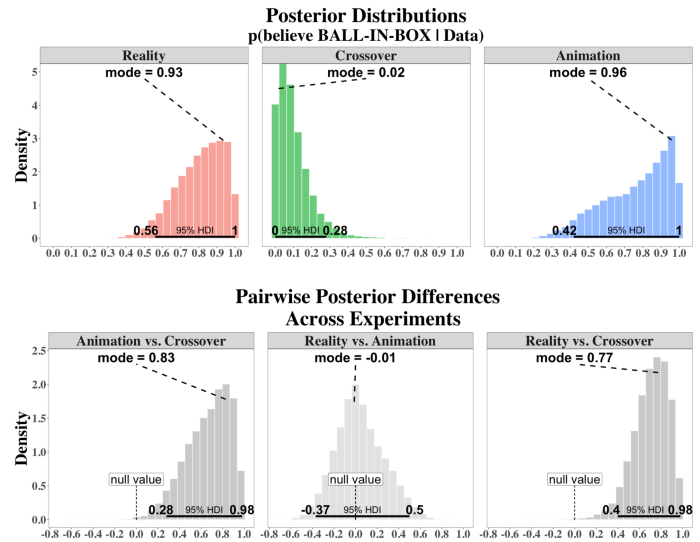 Posterior Distributions
p(believe BALL-IN-BOX | Data)
Reality
Crossover
Animation
mode = 0.93
mode = 0.02
mode = 0.96
Density
5
4
3
2
1
0
0.56 95% HDI 1
0 95% HDI 0.28
0.42 95% HDI 1
0.0 0.1 0.2 0.3 0.4 0.5 0.6 0.7 0.8 0.9 1.0
0.0 0.1 0.2 0.3 0.4 0.5 0.6 0.7 0.8 0.9 1.0
0.0 0.1 0.2 0.3 0.4 0.5 0.6 0.7 0.8 0.9 1.0
Pairwise Posterior Differences
Across Experiments
Animation vs. Crossover
Reality vs. Animation
Reality vs. Crossover
mode = 0.83
mode = -0.01
mode = 0.77
Density
2.5
2.0
1.5
1.0
0.5
0.0
null value
null value
null value
0.28 95% HDI 0.98
-0.37 95% HDI 0.5
0.4 95% HDI 0.98
-0.8 -0.6 -0.4 -0.2 0.0 0.2 0.4 0.6 0.8 1.0
-0.8 -0.6 -0.4 -0.2 0.0 0.2 0.4 0.6 0.8 1.0
-0.8 -0.6 -0.4 -0.2 0.0 0.2 0.4 0.6 0.8 1.0